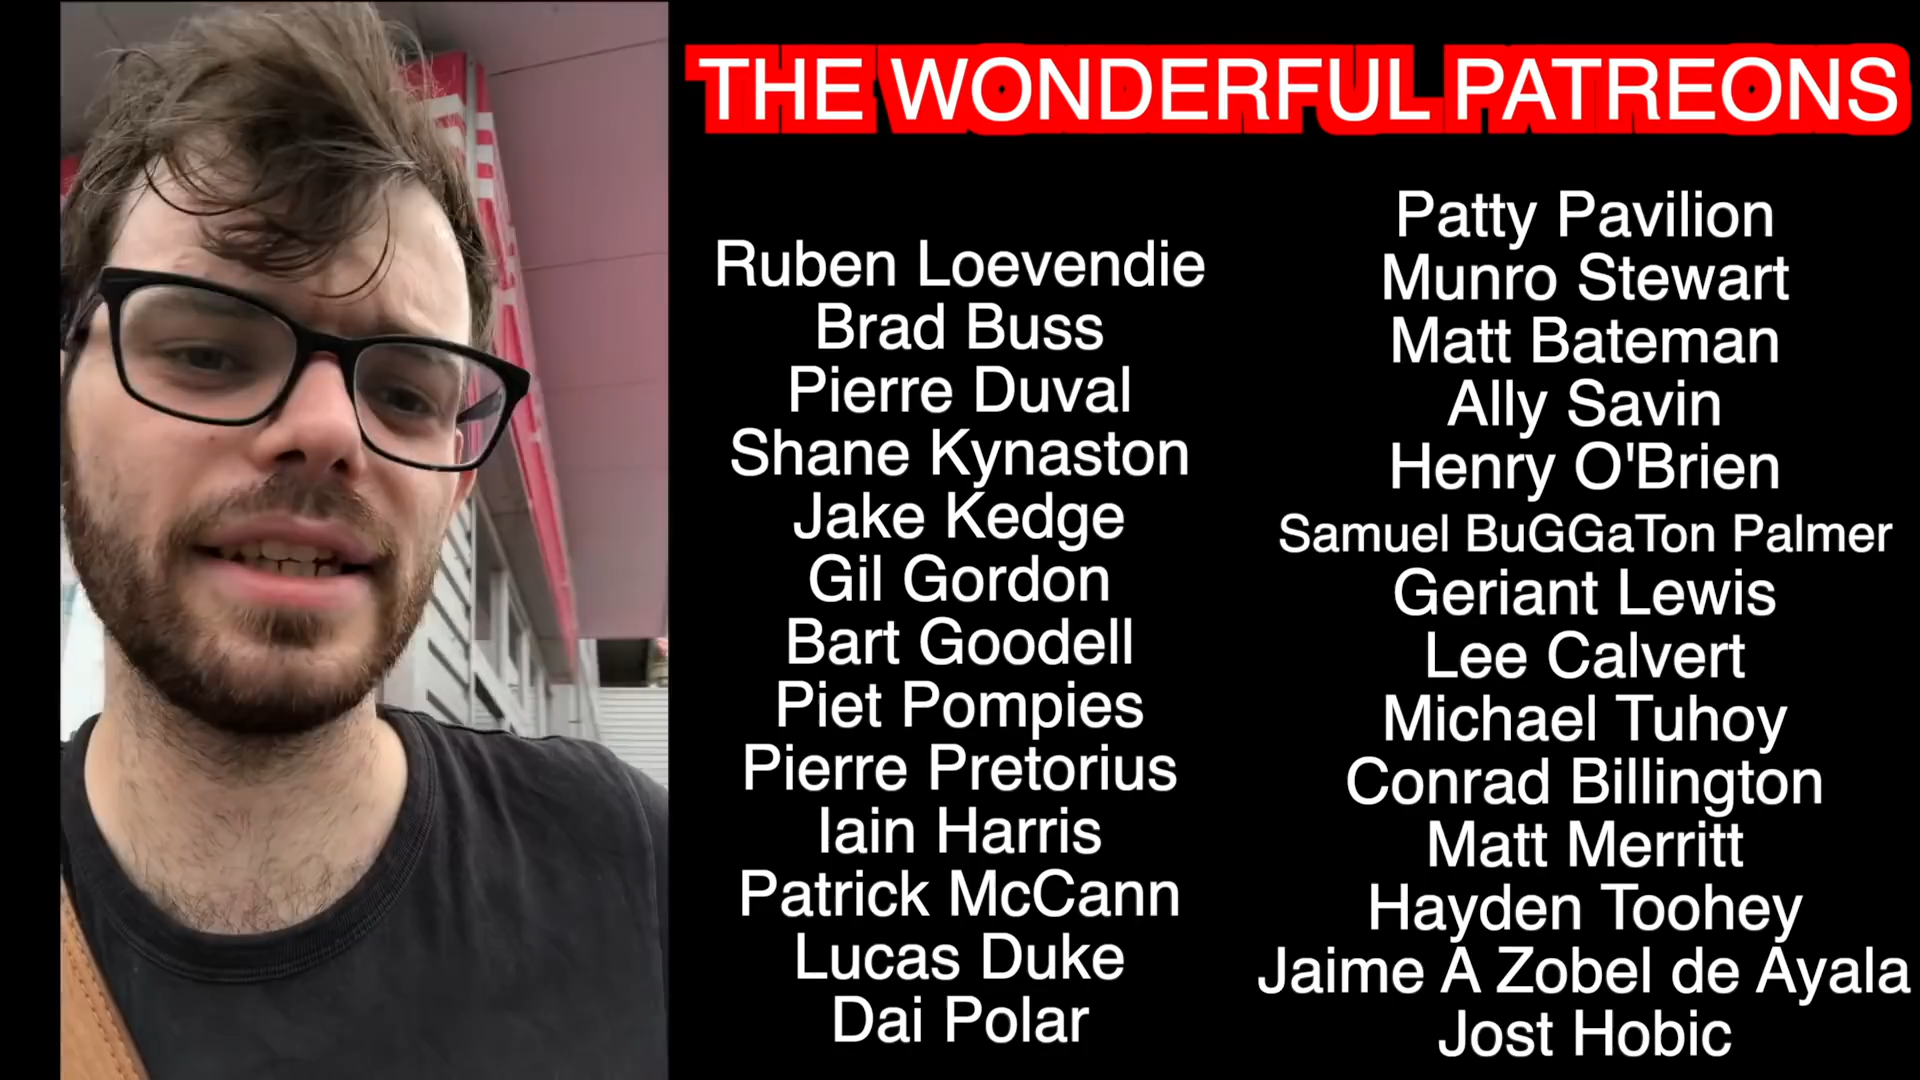 THE WONDERFUL PATREONS
Ruben Loevendie
Brad Buss
Pierre Duval
Shane Kynaston
Jake Kedge
Gil Gordon
Bart Goodell
Piet Pompies
Pierre Pretorius
Iain Harris
Patrick McCann
Lucas Duke
Dai Polar
Patty Pavilion
Munro Stewart
Matt Bateman
Ally Savin
Henry O'Brien
Samuel BuGGaTon Palmer
Geriant Lewis
Lee Calvert
Michael Tuhoy
Conrad Billington
Matt Merritt
Hayden Toohey
Jaime A Zobel de Ayala
Jost Hobic